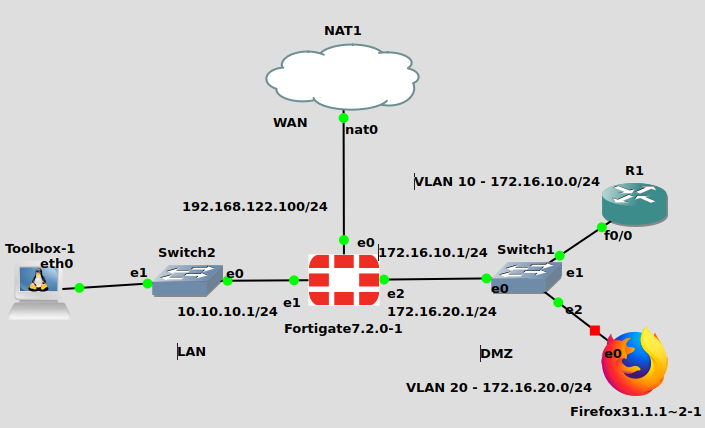 NAT1
WAN
nat0
VLAN 10 - 172.16.10.0/24
R1
192.168.122.100/24
f0/0
Toolbox-1
eth0
Switch2
e0
172.16.10.1/24
Switch1
e1
e0
e1
e2
e0
e1
10.10.10.1/24
172.16.20.1/24
e2
Fortigate7.2.0-1
LAN
DMZ
e0
VLAN 20 - 172.16.20.0/24
Firefox31.1.1~2-1